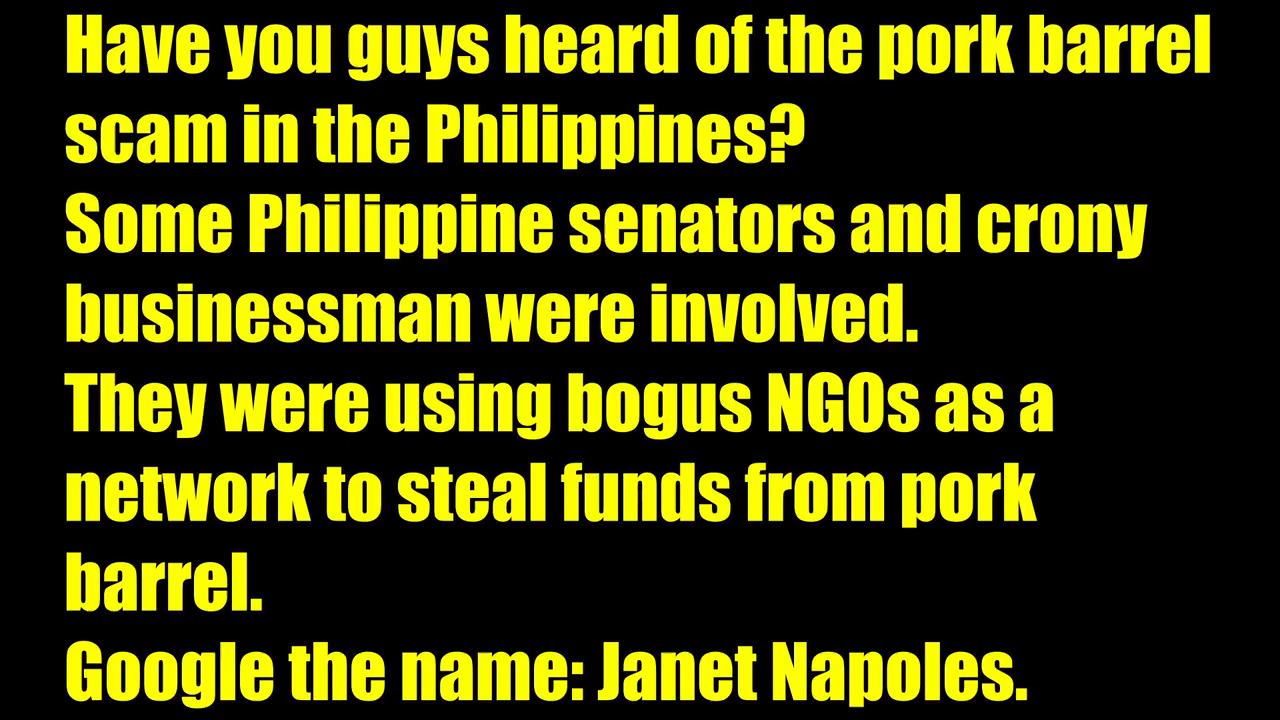 Have you guys heard of the pork barrel
scam in the Philippines?
Some Philippine senators and crony
businessman were involved.
They were using bogus NGOs as a
network to steal funds from pork
barrel.
Google the name: Janet Napoles.